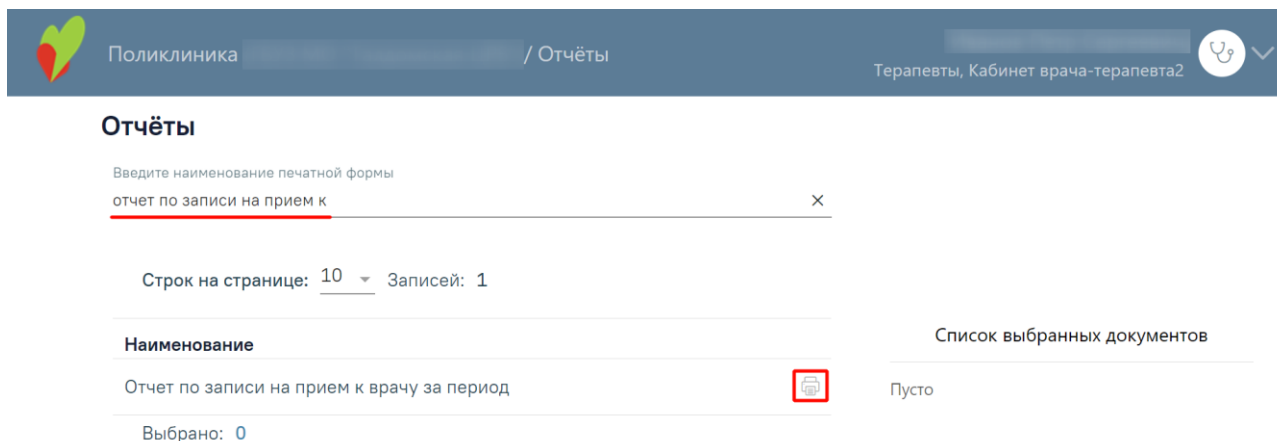 Поликлиника / Отчёты
Терапевты, Кабинет врача-терапевта2
Отчёты
Введите наименование печатной формы
отчет по записи на прием к
Строк на странице: 10 Записей: 1
Наименование
Отчет по записи на прием к врачу за период
Выбрано: 0
Список выбранных документов
Пусто